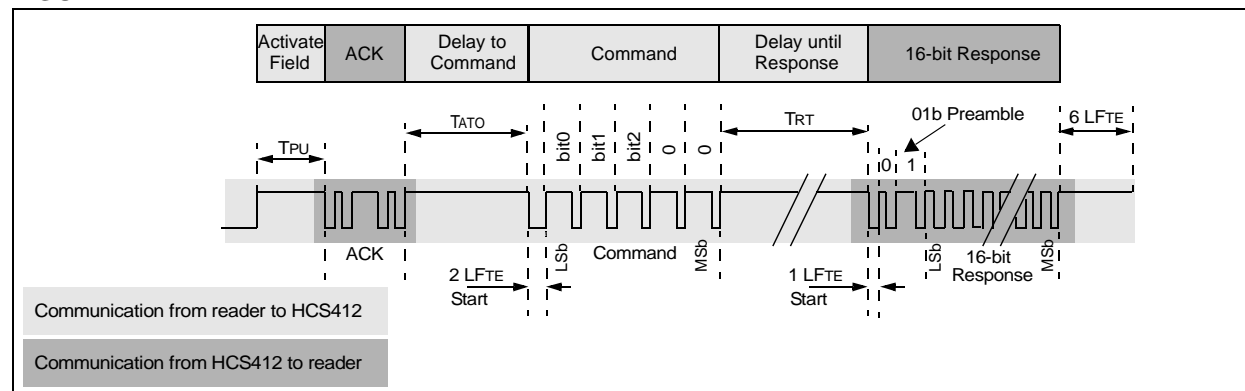 Activate
Field
ACK
Delay to
Command
Command
Delay until
Response
16-bit Response
TPU
TATO
bit0
bit1
bit2
0
0
TRT
01b Preamble
6 LFTE
0
1
ACK
LSb
Command
MSb
LSb
16-bit
Response
MSb
2 LFTE
Start
1 LFTE
Start
Communication from reader to HCS412
Communication from HCS412 to reader